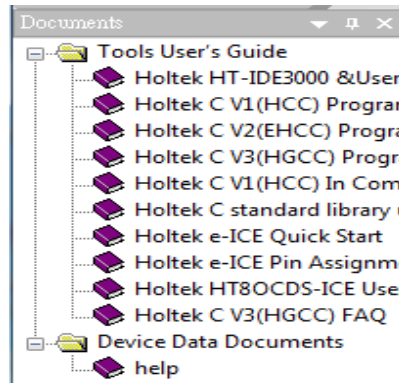 Documents
Tools User's Guide
Holtek HT-IDE3000 &User
Holtek C V1(HCC) Program
Holtek C V2(EHCC) Progra
Holtek C V3(HGCC) Progr
Holtek C V1(HCC) In Com
Holtek C standard library
Holtek e-ICE Quick Start
Holtek e-ICE Pin Assignme
Holtek HT8OCDS-ICE Use
Holtek C V3(HGCC) FAQ
Device Data Documents
help